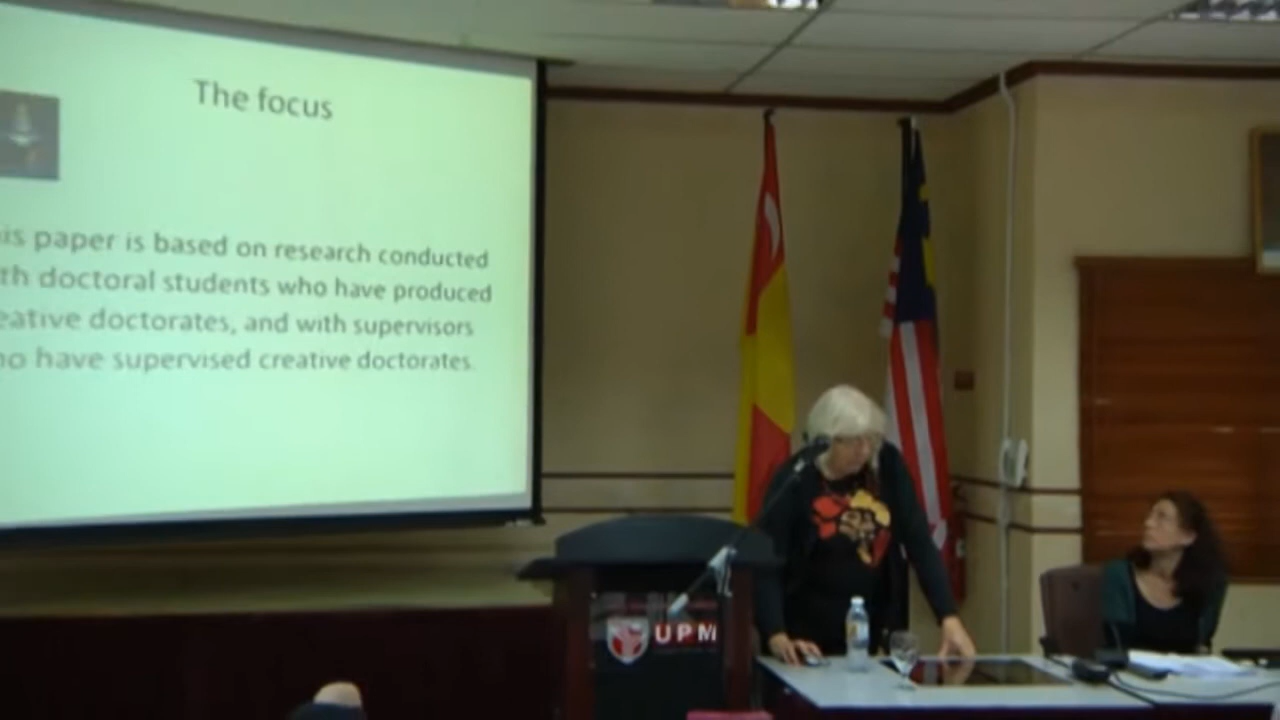 The focus
is paper is based on research conducted
th doctoral students who have produced
eative doctorates, and with supervisors
o have supervised creative doctorates.
UPM